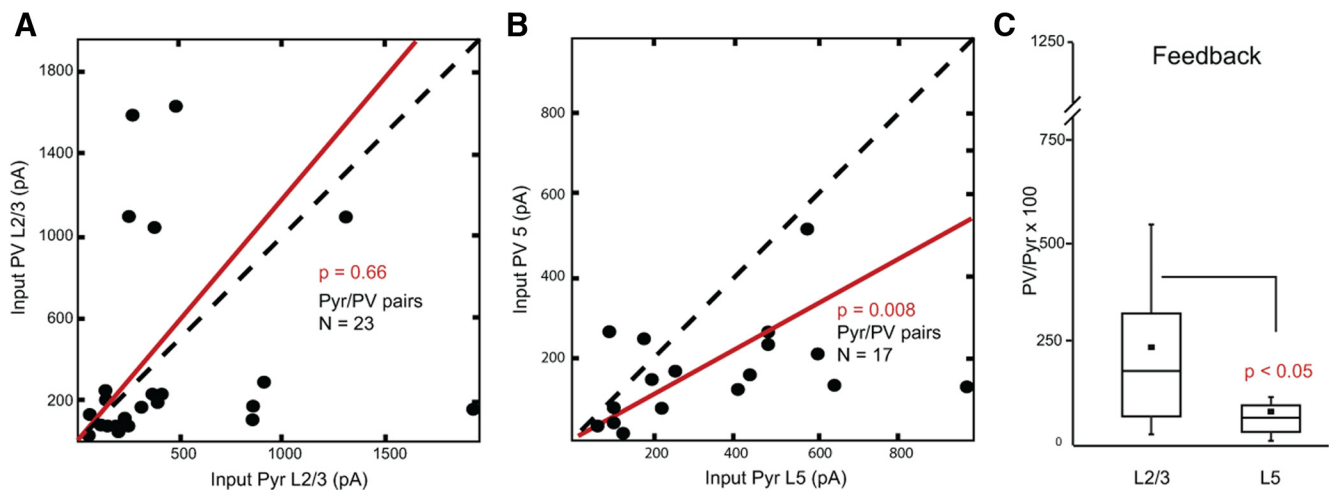 A
1800
1400
1000
600
200
500
1000
1500
Input PV L2/3 (pA)
Input Pyr L2/3 (pA)
p = 0.66
Pyr/PV pairs
N = 23
B
800
600
400
200
200
400
600
800
Input PV 5 (pA)
Input Pyr L5 (pA)
p = 0.008
Pyr/PV pairs
N = 17
C
Feedback
1250
750
500
250
0
PV/Pyr x 100
p < 0.05
L2/3
L5